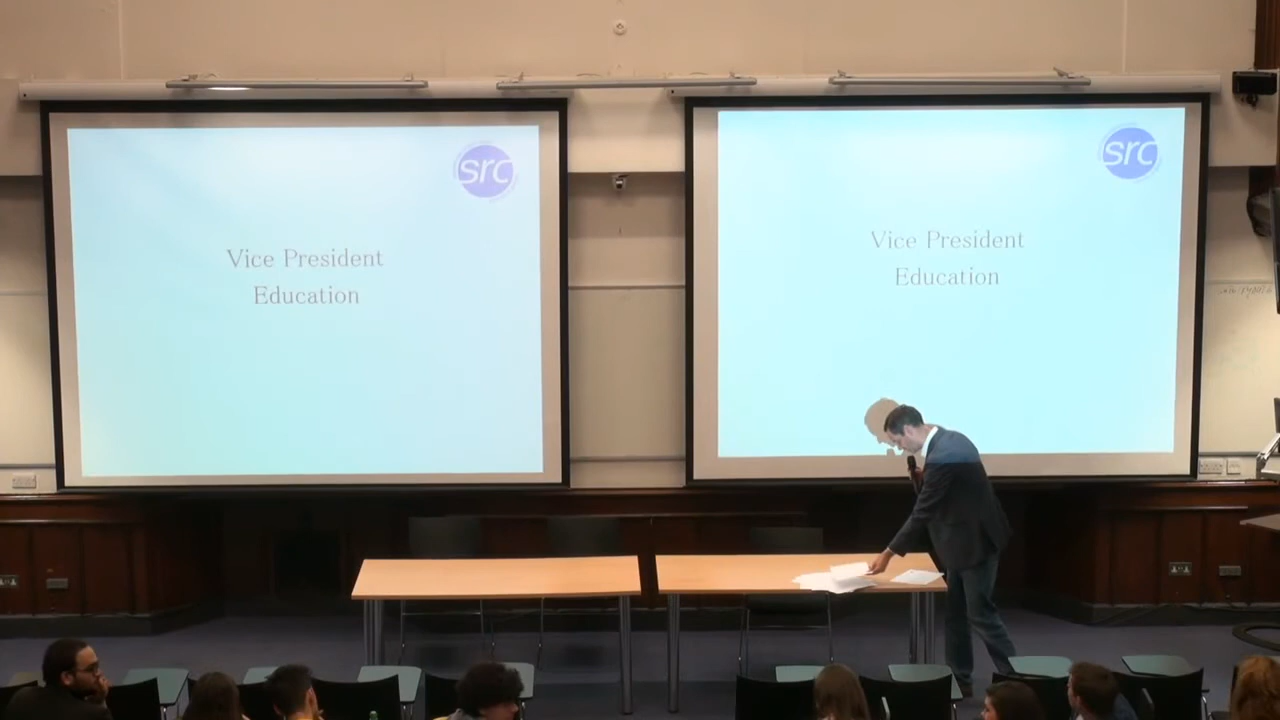 src
Vice President
Education
src
Vice President
Education